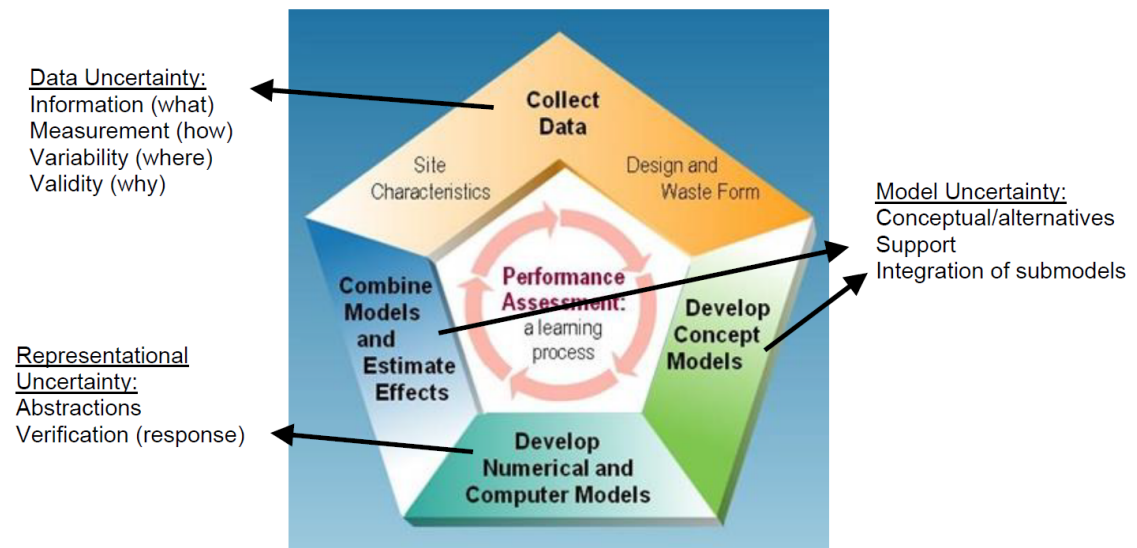 Data Uncertainty:
Information (what)
Measurement (how)
Variability (where)
Validity (why)
Collect
Data
Site
Characteristics
Design and
Waste Form
Model Uncertainty:
Conceptual/alternatives
Support
Integration of submodels
Performance
Assessment:
a learning
process
Combine
Models
and
Estimate
Effects
Develop
Concept
Models
Representational
Uncertainty:
Abstractions
Verification (response)
Develop
Numerical and
Computer Models